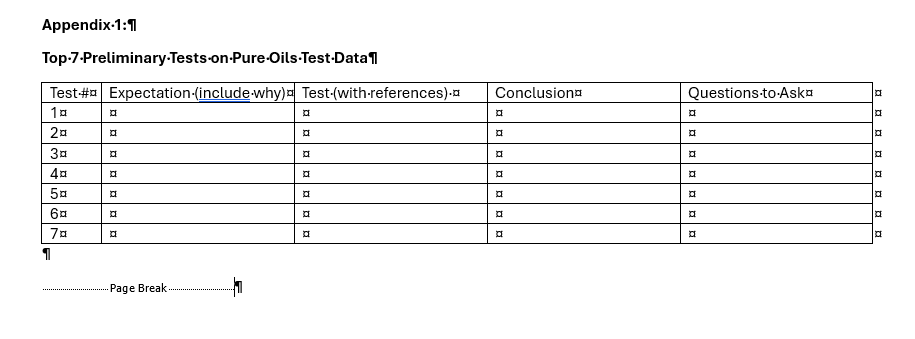 Appendix·1:¶
Top·7·Preliminary·Tests·on·Pure·Oils·Test·Data¶
Test·#¤ Expectation·(include·why)¤ Test·(with·references)·¤ Conclusion¤ Questions·to·Ask¤ ¤
1¤ ¤ ¤ ¤ ¤ ¤
2¤ ¤ ¤ ¤ ¤ ¤
3¤ ¤ ¤ ¤ ¤ ¤
4¤ ¤ ¤ ¤ ¤ ¤
5¤ ¤ ¤ ¤ ¤ ¤
6¤ ¤ ¤ ¤ ¤ ¤
7¤ ¤ ¤ ¤ ¤ ¤
¶
Page Break ¶